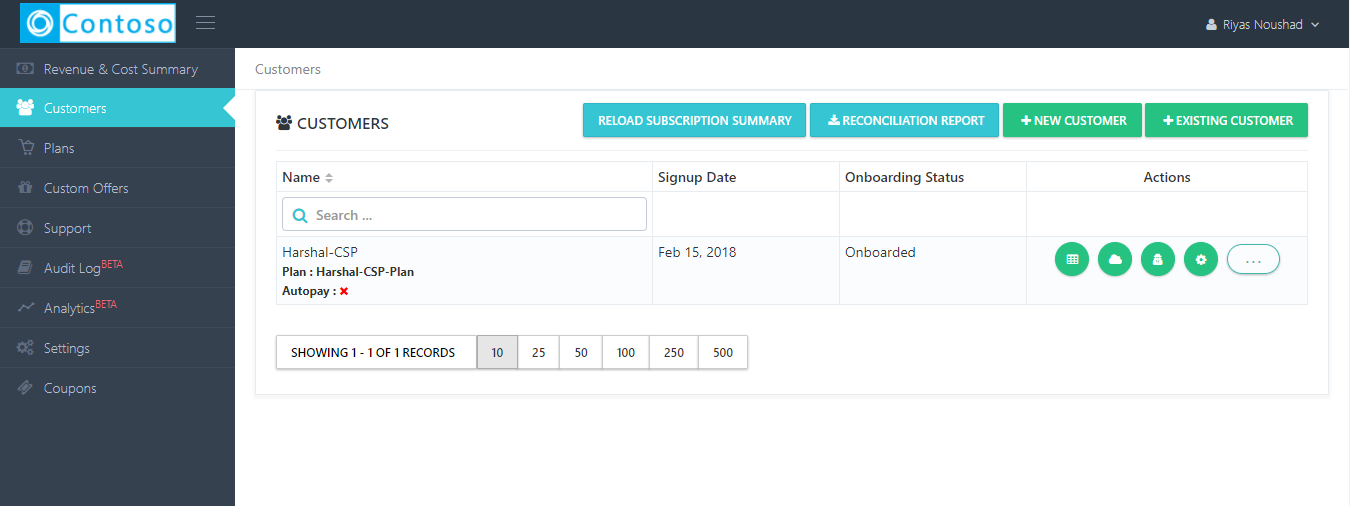 Contoso
Riyas Noushad
Revenue & Cost Summary
Customers
Plans
Custom Offers
Support
Audit Log BETA
Analytics BETA
Settings
Coupons
Customers
CUSTOMERS
RELOAD SUBSCRIPTION SUMMARY
RECONCILIATION REPORT
+ NEW CUSTOMER
+ EXISTING CUSTOMER
Name Signup Date Onboarding Status Actions
Search ...
Harshal-CSP Feb 15, 2018 Onboarded ...
Plan : Harshal-CSP-Plan
Autopay : ✖
SHOWING 1 - 1 OF 1 RECORDS 10 25 50 100 250 500